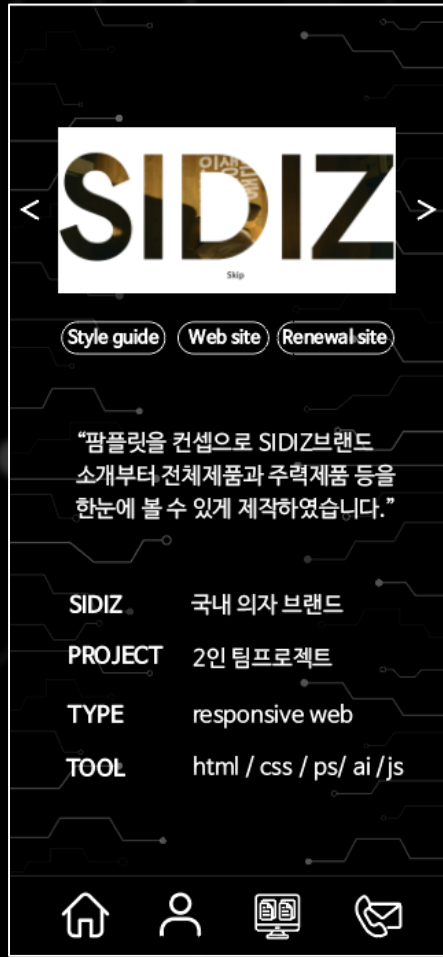 SIDIZ
Skip
< >
Style guide Web site Renewal site
“팜플릿을 컨셉으로 SIDIZ브랜드
소개부터 전체제품과 주력제품 등을
한눈에 볼 수 있게 제작하였습니다.”
SIDIZ 국내 의자 브랜드
PROJECT 2인 팀프로젝트
TYPE responsive web
TOOL html / css / ps/ ai /js